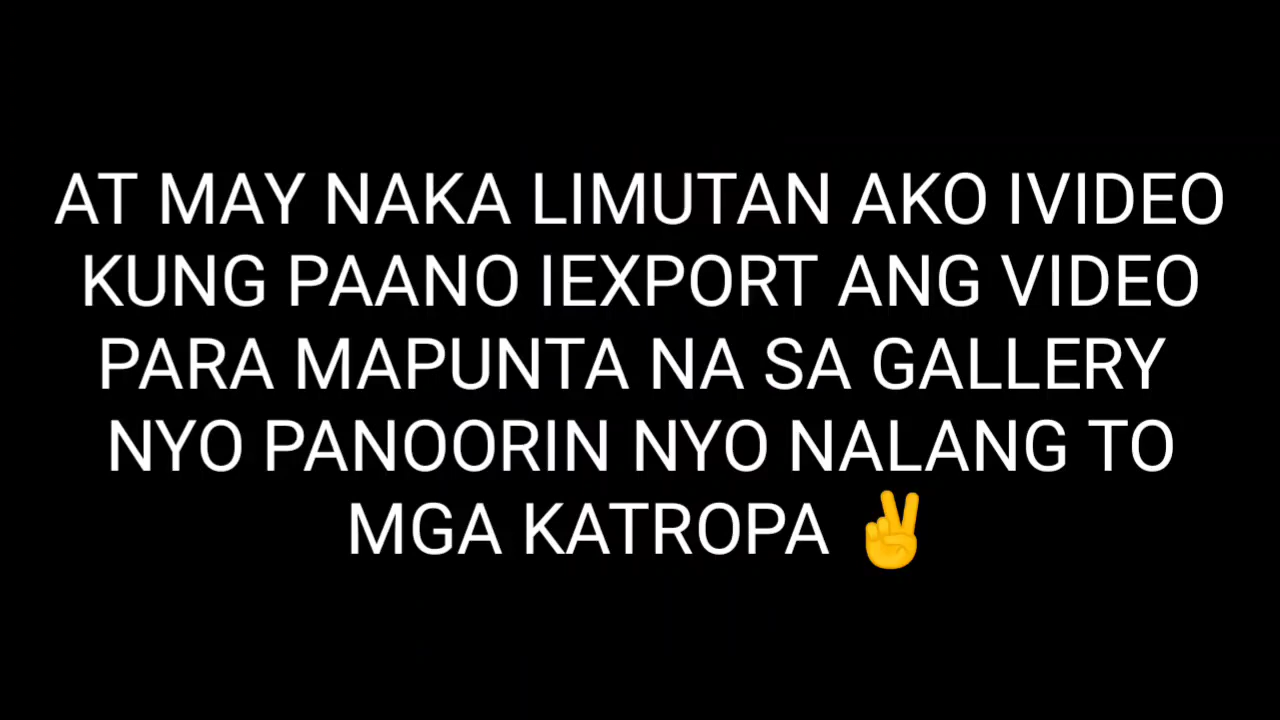 AT MAY NAKA LIMUTAN AKO IVIDEO
KUNG PAANO IEXPORT ANG VIDEO
PARA MAPUNTA NA SA GALLERY
NYO PANOORIN NYO NALANG TO
MGA KATROPA ✌